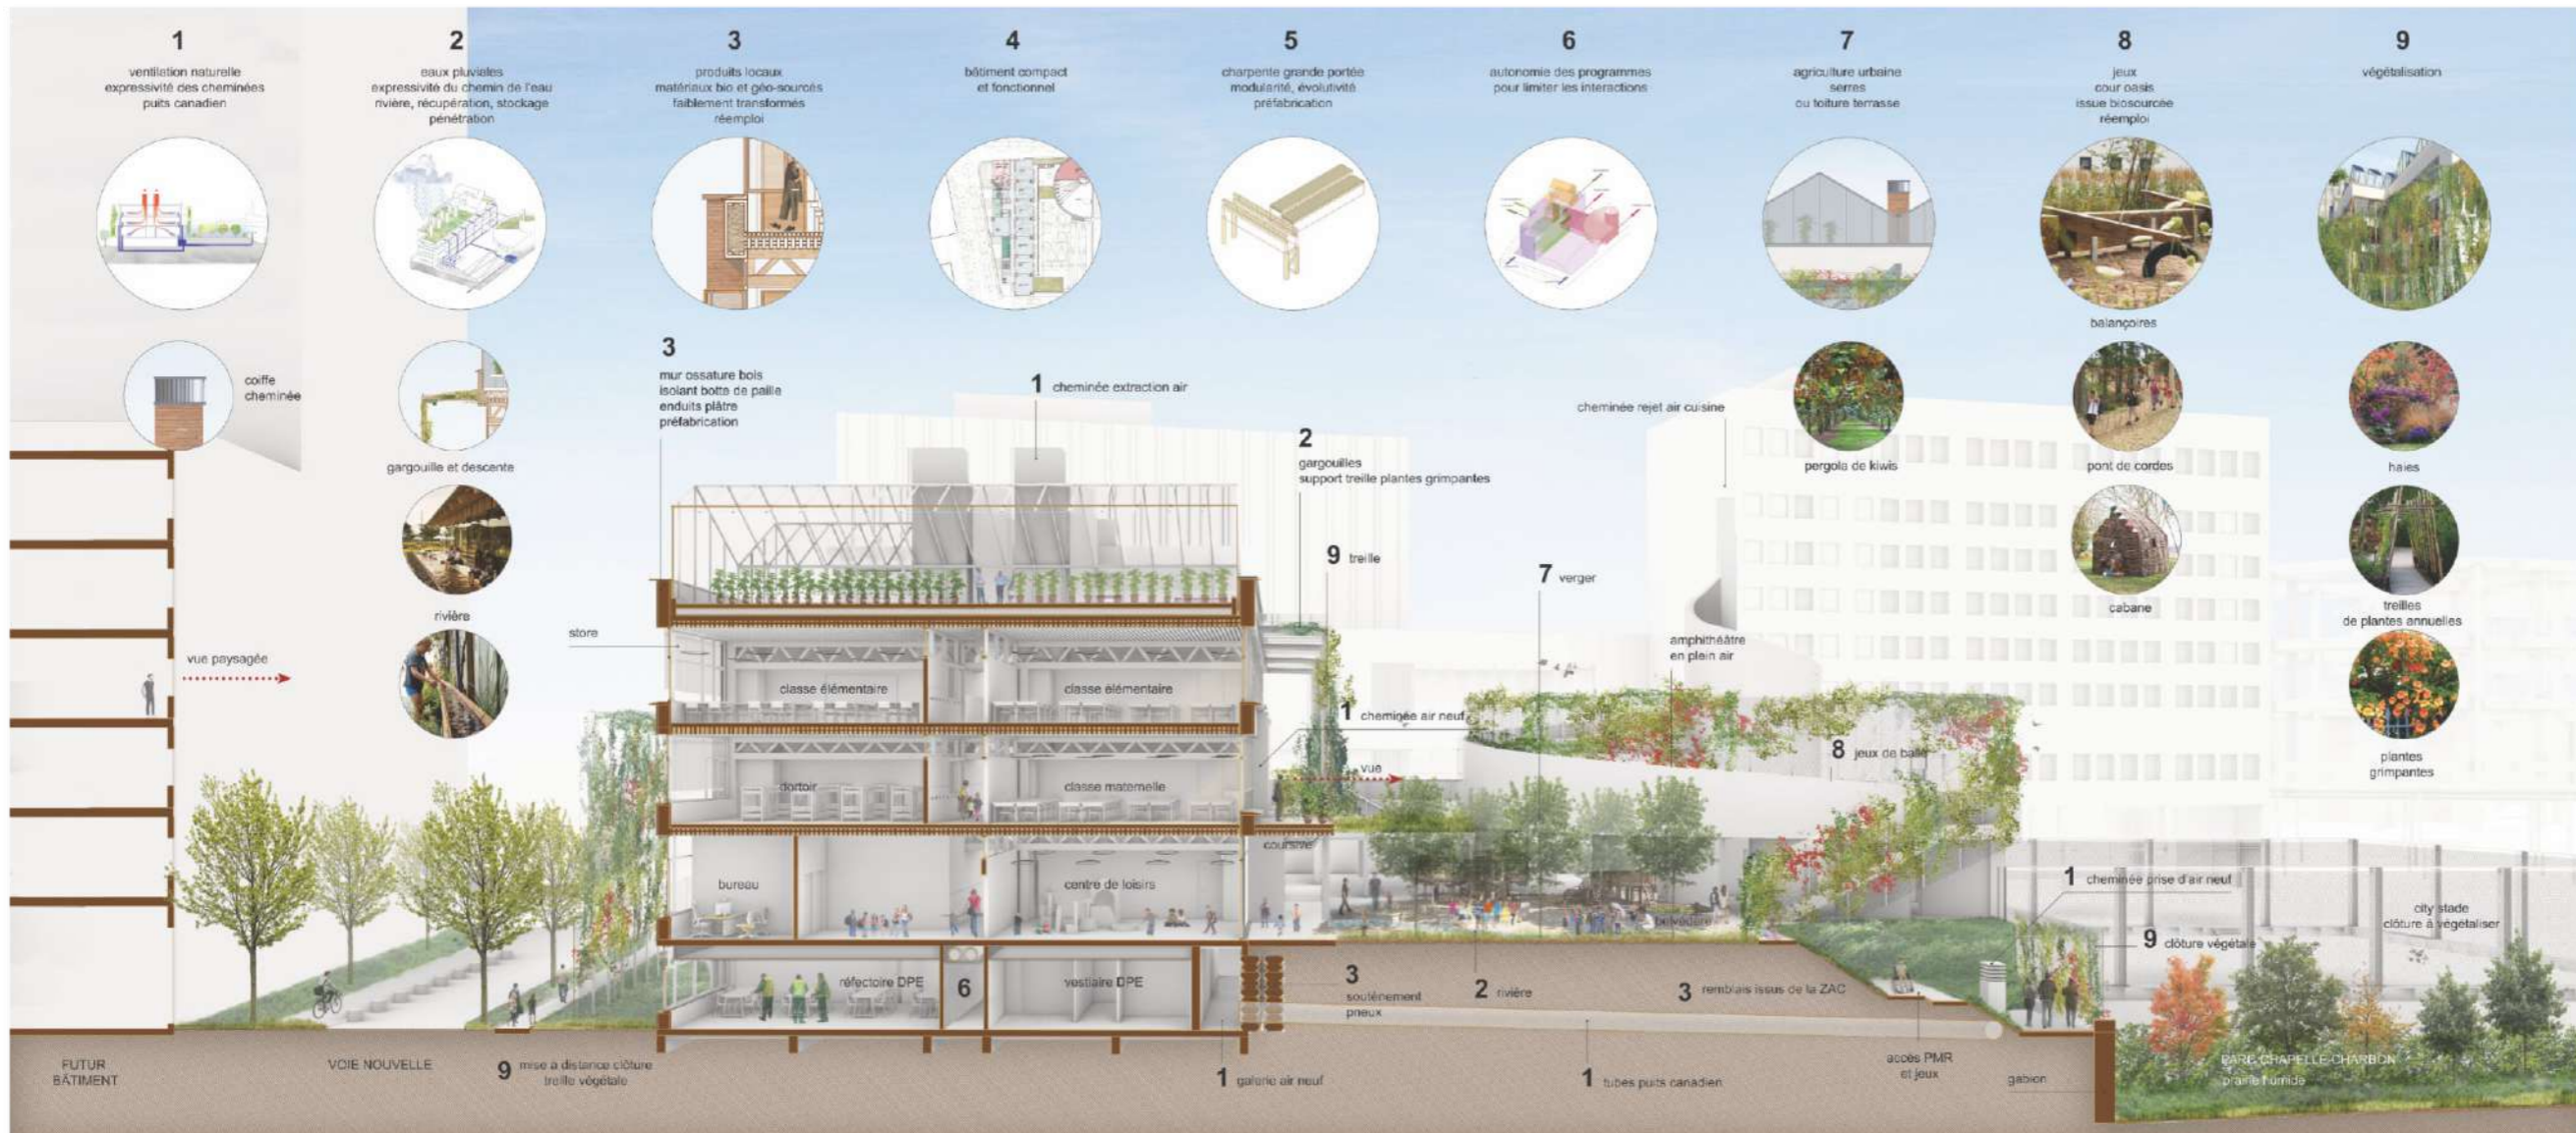 1
ventilation naturelle
expressivité des cheminées
puits canadien
2
eaux pluviales
expressivité du chemin de l'eau
rivière, récupération, stockage
pénétration
3
produits locaux
matériaux bio et géo-sourcés
faiblement transformés
réemploi
4
bâtiment compact
et fonctionnel
5
charpente grande portée
modularité, évolutivité
préfabrication
6
autonomie des programmes
pour limiter les interactions
7
agriculture urbaine
serres
ou toiture terrasse
8
jeux
cour oasis
issue biosourcée
réemploi
9
végétalisation
coiffe
cheminée
gargouille et descente
rivière
3
mur ossature bois
isolant botte de paille
enduits plâtre
préfabrication
1 cheminée extraction air
2
gargouilles
support treille plantes grimpantes
cheminée rejet air cuisine
pergola de kiwis
balançoires
pont de cordes
cabane
haies
treilles
de plantes annuelles
plantes
grimpantes
9 treille
7 verger
store
vue paysagée
amphithéâtre
en plein air
classe élémentaire
classe élémentaire
1 cheminée air neuf
8 jeux de balle
vue
dortoir
classe maternelle
coursive
bureau
centre de loisirs
belvédère
1 cheminée prise d'air neuf
city stade
clôture à végétaliser
9 clôture végétale
réfectoire DPE
6
vestiaire DPE
3
soutènement
pneux
2 rivière
3 remblais issus de la ZAC
FUTUR
BÂTIMENT
VOIE NOUVELLE
9 mise à distance clôture
treille végétale
1 galerie air neuf
1 tubes puits canadien
accès PMR
et jeux
gabion
PARC CHAPELLE-CHARBON
prairie humide